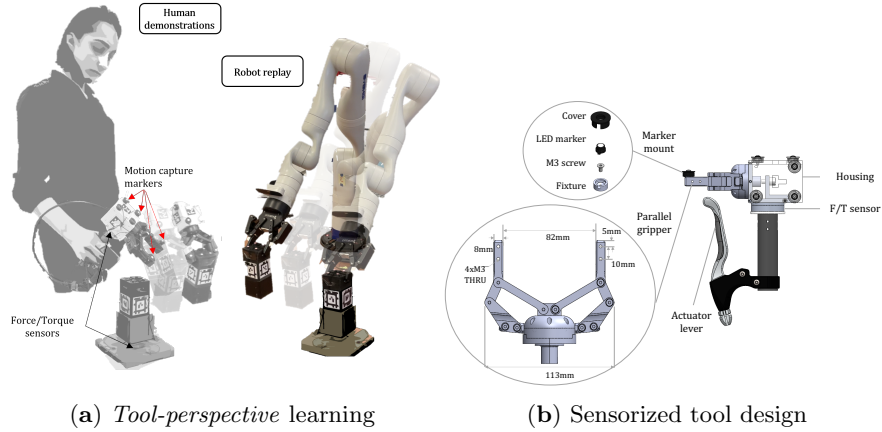 Human
demonstrations
Robot replay
Motion capture
markers
Force/Torque
sensors
Cover
LED marker
M3 screw
Fixture
Marker
mount
Housing
F/T sensor
Parallel
gripper
Actuator
lever
82mm
5mm
8mm
10mm
4xM3
THRU
113mm
(a) Tool-perspective learning
(b) Sensorized tool design